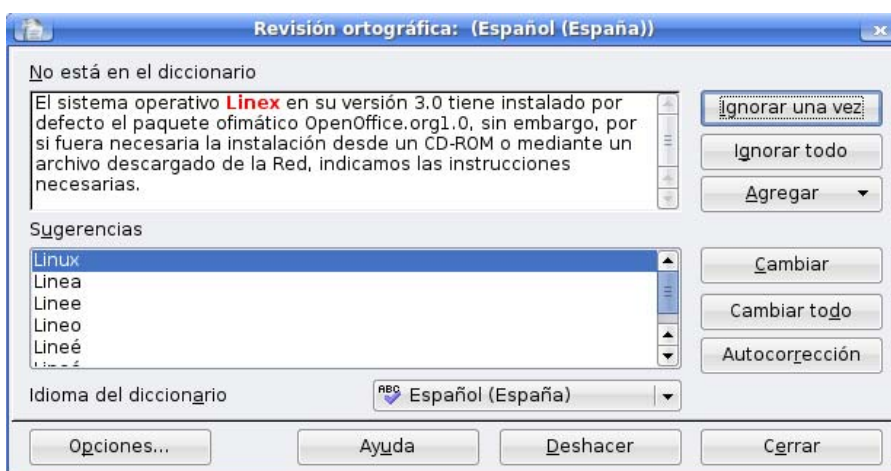 Revisión ortográfica: (Español (España))
No está en el diccionario
El sistema operativo Linex en su versión 3.0 tiene instalado por
defecto el paquete ofimático OpenOffice.org1.0, sin embargo, por
si fuera necesaria la instalación desde un CD-ROM o mediante un
archivo descargado de la Red, indicamos las instrucciones
necesarias.
Ignorar una vez
Ignorar todo
Agregar
Sugerencias
Linux
Linea
Linee
Lineo
Lineé
Cambiar
Cambiar todo
Autocorrección
Idioma del diccionario
ABC Español (España)
Opciones...
Ayuda
Deshacer
Cerrar